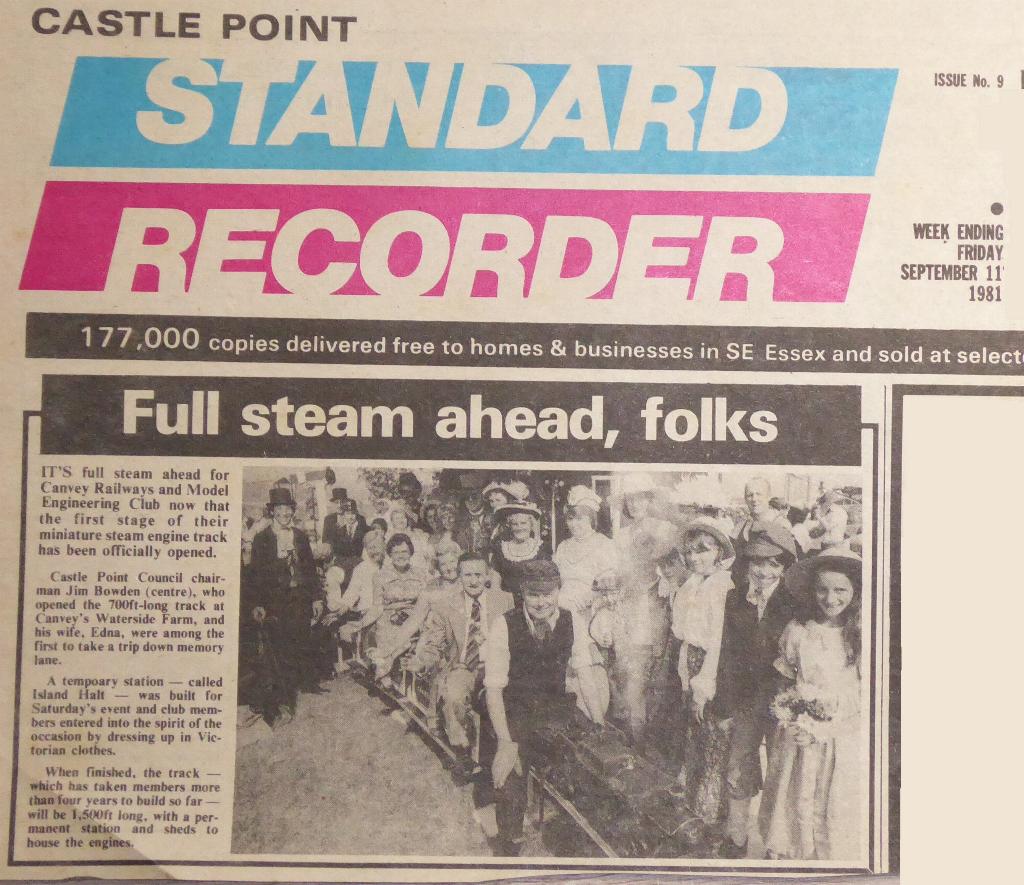 CASTLE POINT
STANDARD
RECORDER
ISSUE No. 9
WEEK ENDING
FRIDAY
SEPTEMBER 11
1981
177,000 copies delivered free to homes & businesses in SE Essex and sold at selecte
Full steam ahead, folks
IT'S full steam ahead for
Canvey Railways and Model
Engineering Club now that
the first stage of their
miniature steam engine track
has been officially opened.
Castle Point Council chair-
man Jim Bowden (centre), who
opened the 700ft-long track at
Canvey's Waterside Farm, and
his wife, Edna, were among the
first to take a trip down memory
lane.
A tempoary station — called
Island Halt — was built for
Saturday's event and club mem-
bers entered into the spirit of the
occasion by dressing up in Vic-
torian clothes.
When finished, the track —
which has taken members more
than four years to build so far —
will be 1,500ft long, with a per-
manent station and sheds to
house the engines.